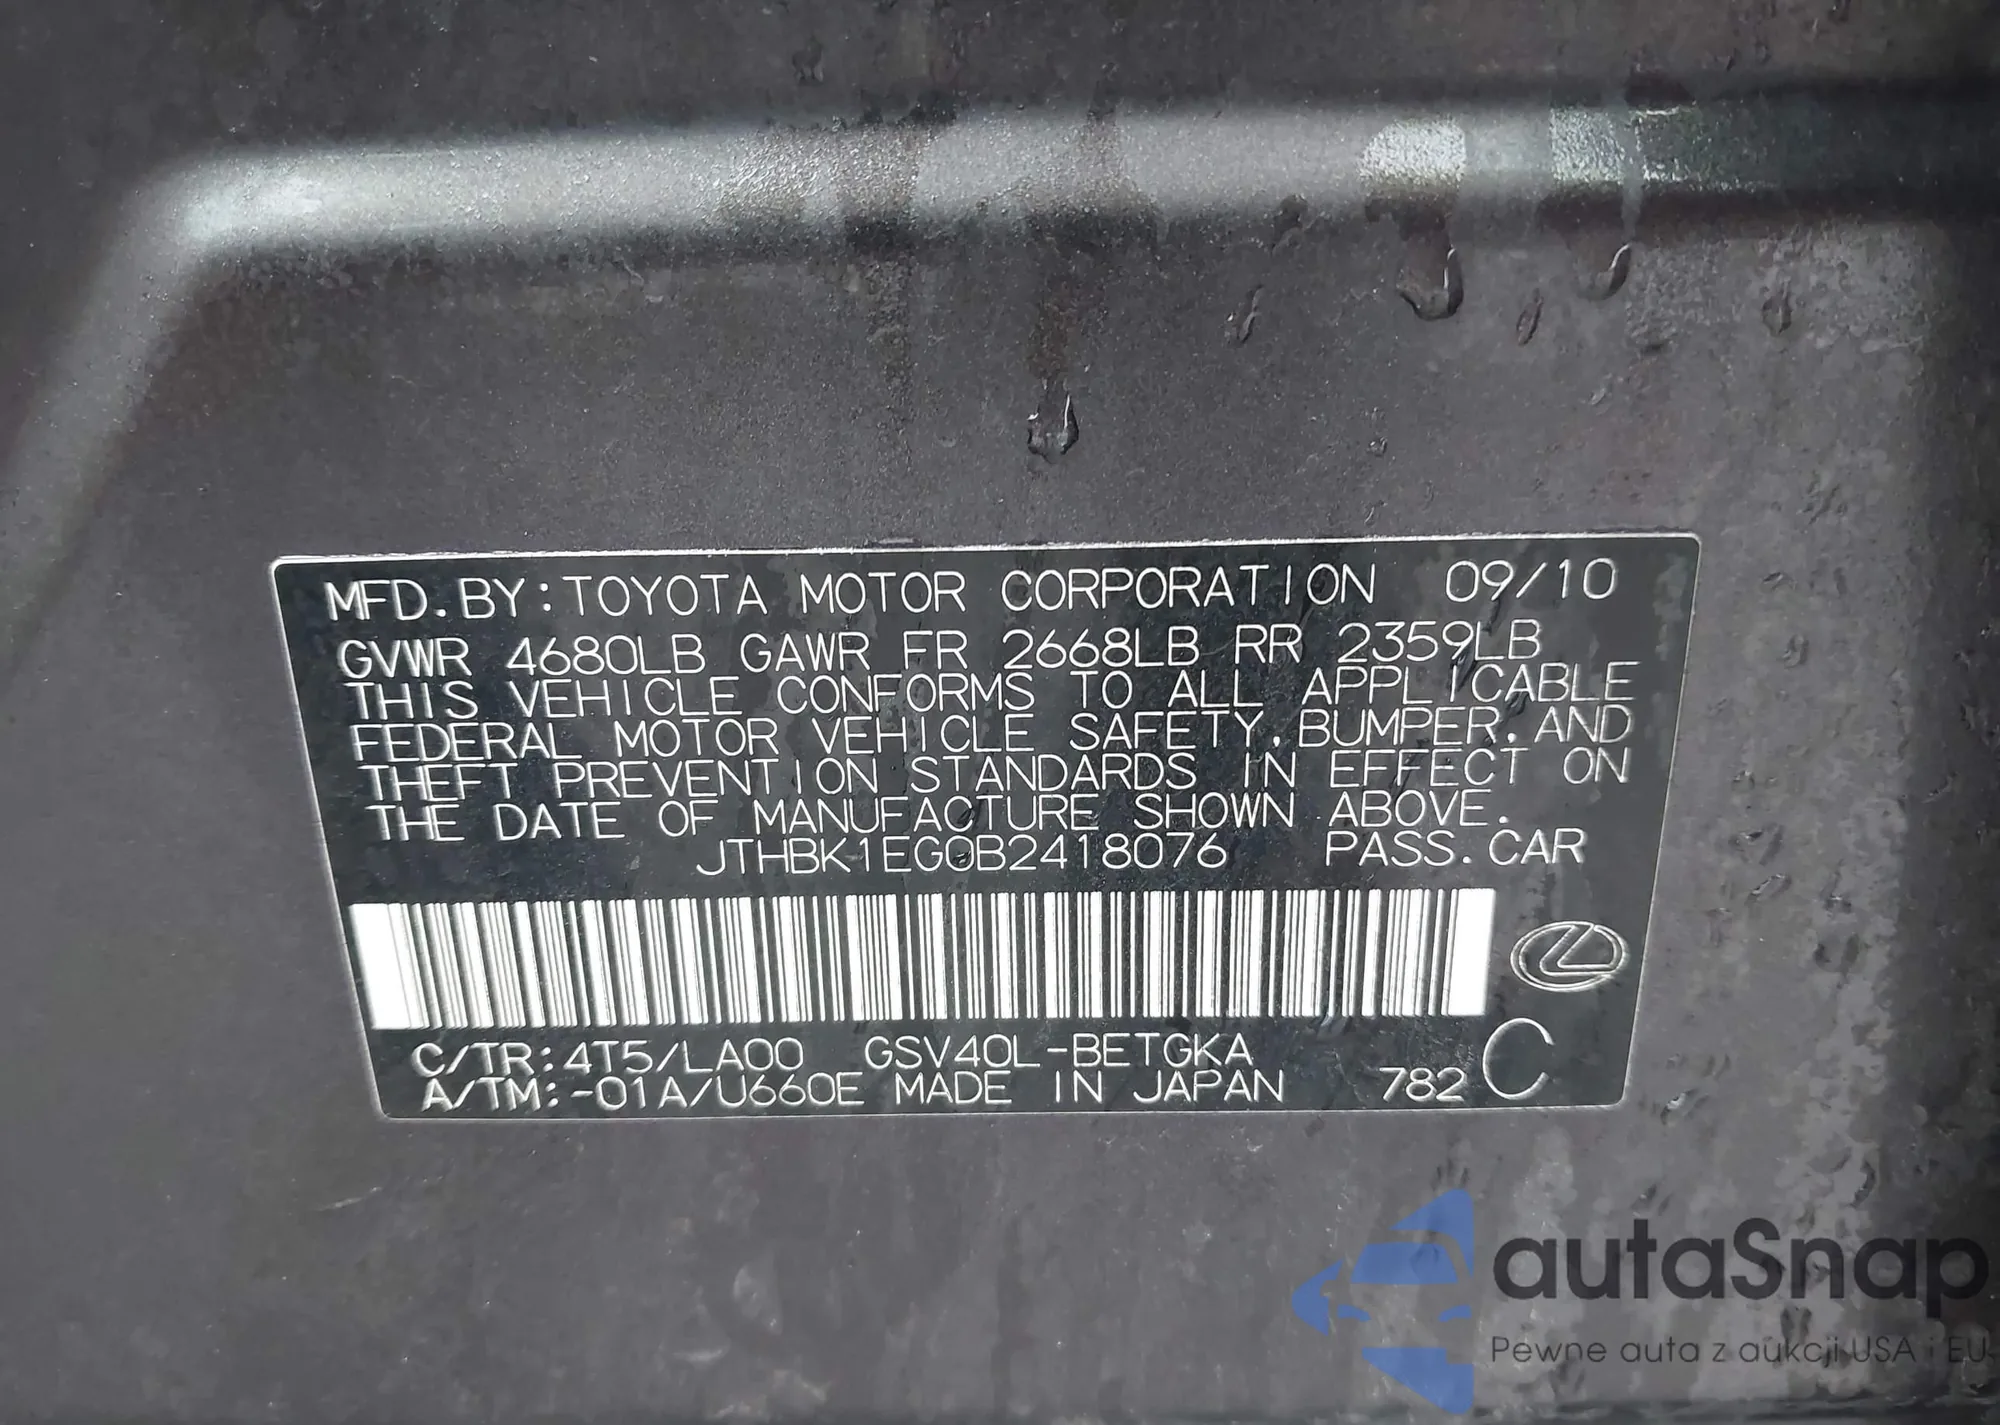 MFD. BY: TOYOTA MOTOR CORPORATION 09/10
GVWR 4680LB GAWR FR 2668LB RR 2359LB
THIS VEHICLE CONFORMS TO ALL APPLICABLE
FEDERAL MOTOR VEHICLE SAFETY, BUMPER, AND
THEFT PREVENTION STANDARDS IN EFFECT ON
THE DATE OF MANUFACTURE SHOWN ABOVE.
JTHBK1EG0B2418076 PASS. CAR
C/TR: 4T5/LA00 GSV40L-BETGKA
A/TM: -01A/U660E MADE IN JAPAN 782 C
autaSnap
Pewne auta z aukcji USA i EU